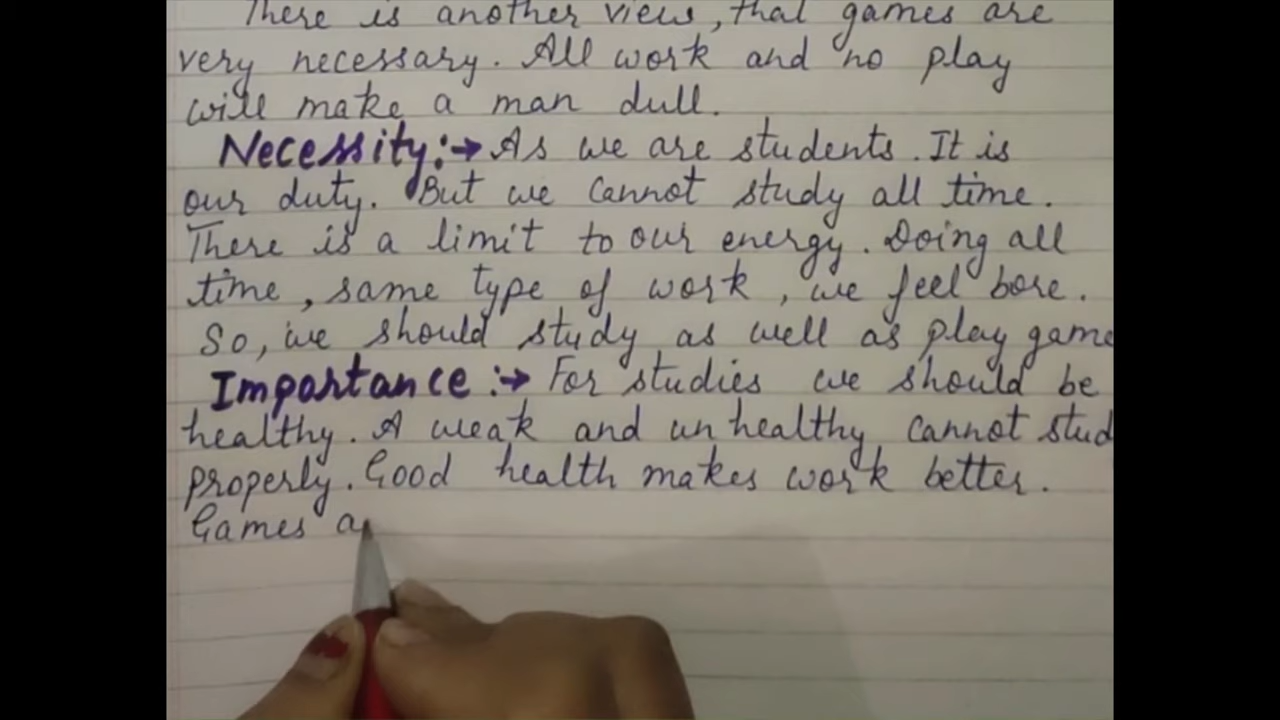 There is another view, that games are
very necessary. All work and no play
will make a man dull.
Necessity:→ As we are students. It is
our duty. But we cannot study all time.
There is a limit to our energy. Doing all
time, same type of work, we feel bore.
So, we should study as well as play game
Importance:→ For studies we should be
healthy. A weak and unhealthy cannot stud
properly. Good health makes work better.
Games a